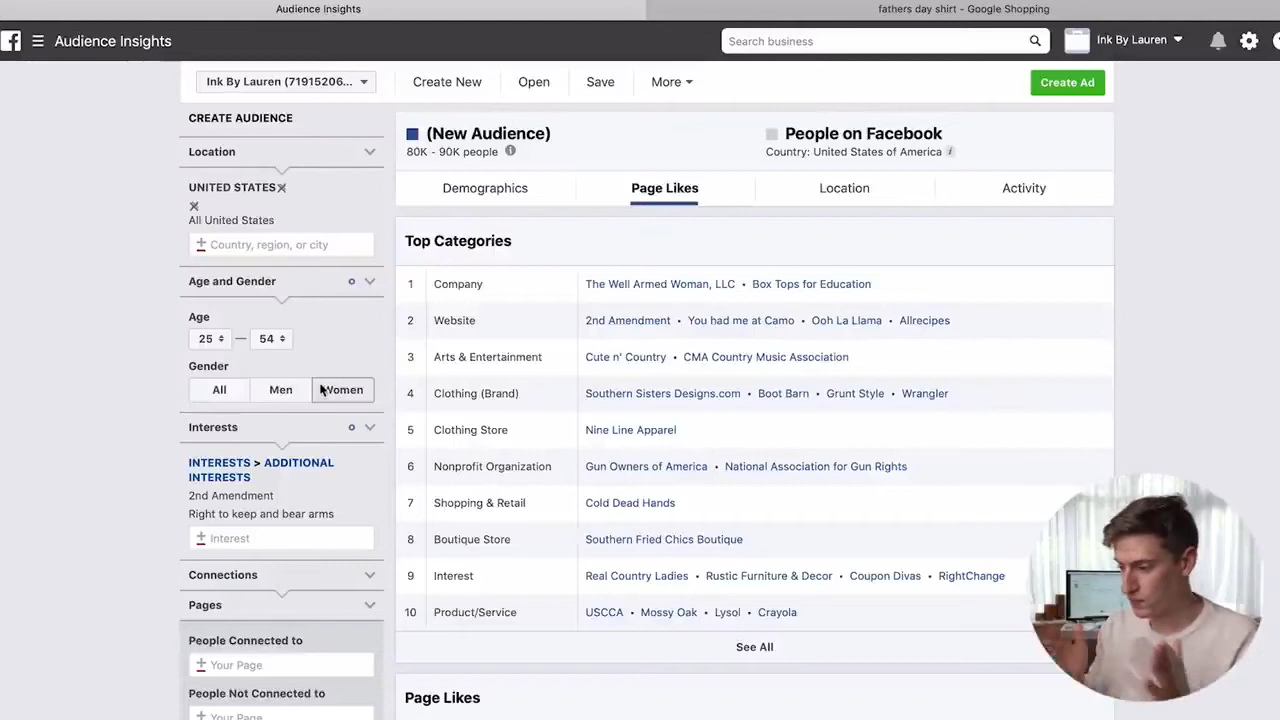 Audience Insights
fathers day shirt - Google Shopping
Audience Insights
Search business
Ink By Lauren
Ink By Lauren (71915206...
Create New
Open
Save
More
Create Ad
CREATE AUDIENCE
Location
UNITED STATES
All United States
Country, region, or city
Age and Gender
Age
25 — 54
Gender
All
Men
Women
Interests
INTERESTS > ADDITIONAL
INTERESTS
2nd Amendment
Right to keep and bear arms
Interest
Connections
Pages
People Connected to
Your Page
People Not Connected to
Your Page
(New Audience)
80K - 90K people
People on Facebook
Country: United States of America
Demographics
Page Likes
Location
Activity
Top Categories
1 Company The Well Armed Woman, LLC • Box Tops for Education
2 Website 2nd Amendment • You had me at Camo • Ooh La Llama • Allrecipes
3 Arts & Entertainment Cute n' Country • CMA Country Music Association
4 Clothing (Brand) Southern Sisters Designs.com • Boot Barn • Grunt Style • Wrangler
5 Clothing Store Nine Line Apparel
6 Nonprofit Organization Gun Owners of America • National Association for Gun Rights
7 Shopping & Retail Cold Dead Hands
8 Boutique Store Southern Fried Chics Boutique
9 Interest Real Country Ladies • Rustic Furniture & Decor • Coupon Divas • RightChange
10 Product/Service USCCA • Mossy Oak • Lysol • Crayola
See All
Page Likes